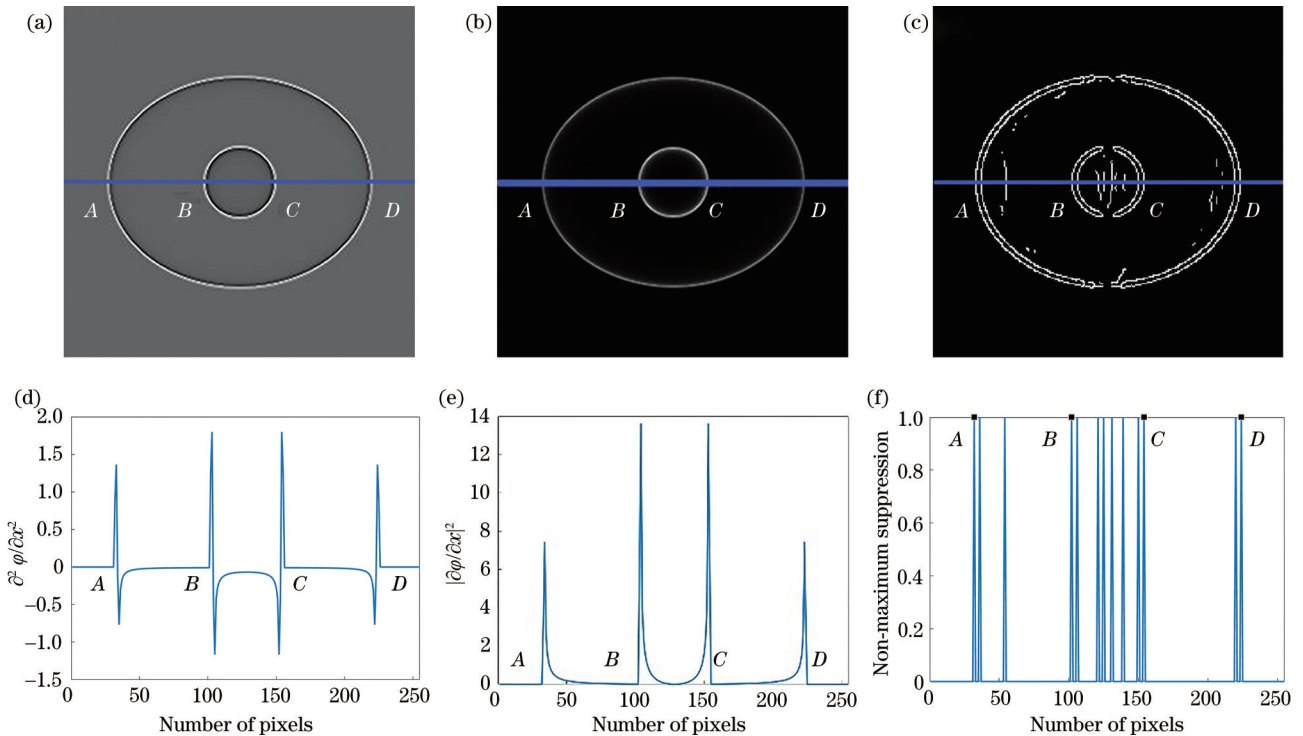 (a)
(b)
(c)
A B C D
A B C D
A B C D
(d)
2.0
1.5
1.0
0.5
0
−0.5
−1.0
−1.5
∂² φ/∂x²
A B C D
0 50 100 150 200 250
Number of pixels
(e)
14
12
10
8
6
4
2
0
|∂φ/∂x|²
A B C D
50 100 150 200 250
Number of pixels
(f)
1.0
0.8
0.6
0.4
0.2
0
Non-maximum suppression
A B C D
0 50 100 150 200 250
Number of pixels